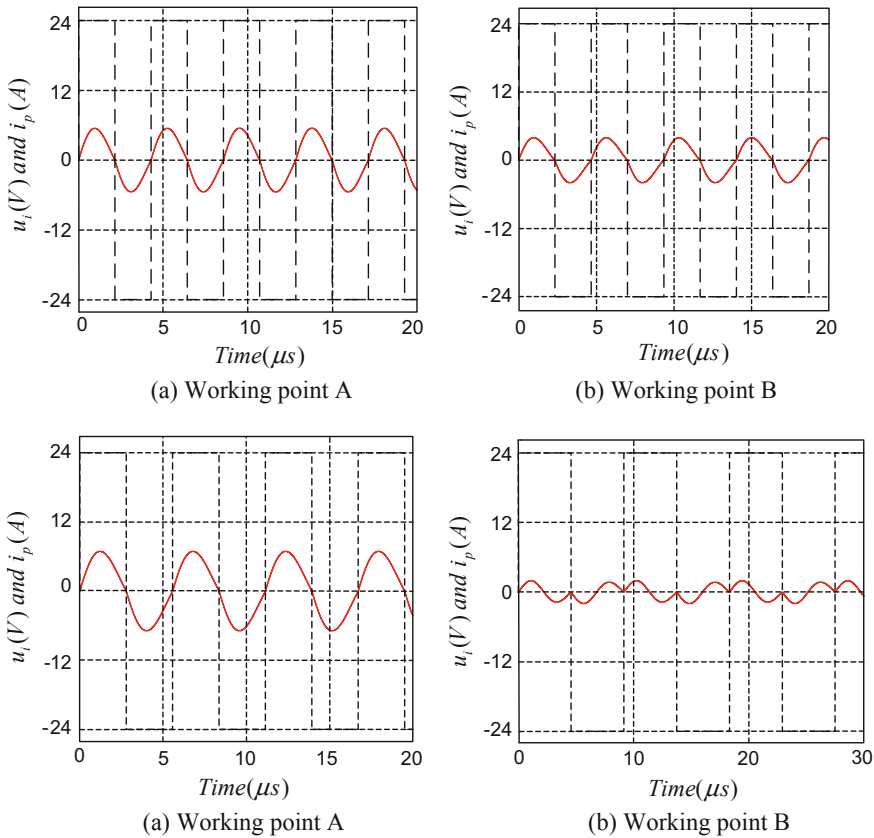 24
12
0
-12
-24
u_i(V) and i_p(A)
0 5 10 15 20
Time(μs)
(a) Working point A
24
12
0
-12
-24
u_i(V) and i_p(A)
0 5 10 15 20
Time(μs)
(b) Working point B
24
12
0
-12
-24
u_i(V) and i_p(A)
0 5 10 15 20
Time(μs)
(a) Working point A
24
12
0
-12
-24
u_i(V) and i_p(A)
0 10 20 30
Time(μs)
(b) Working point B